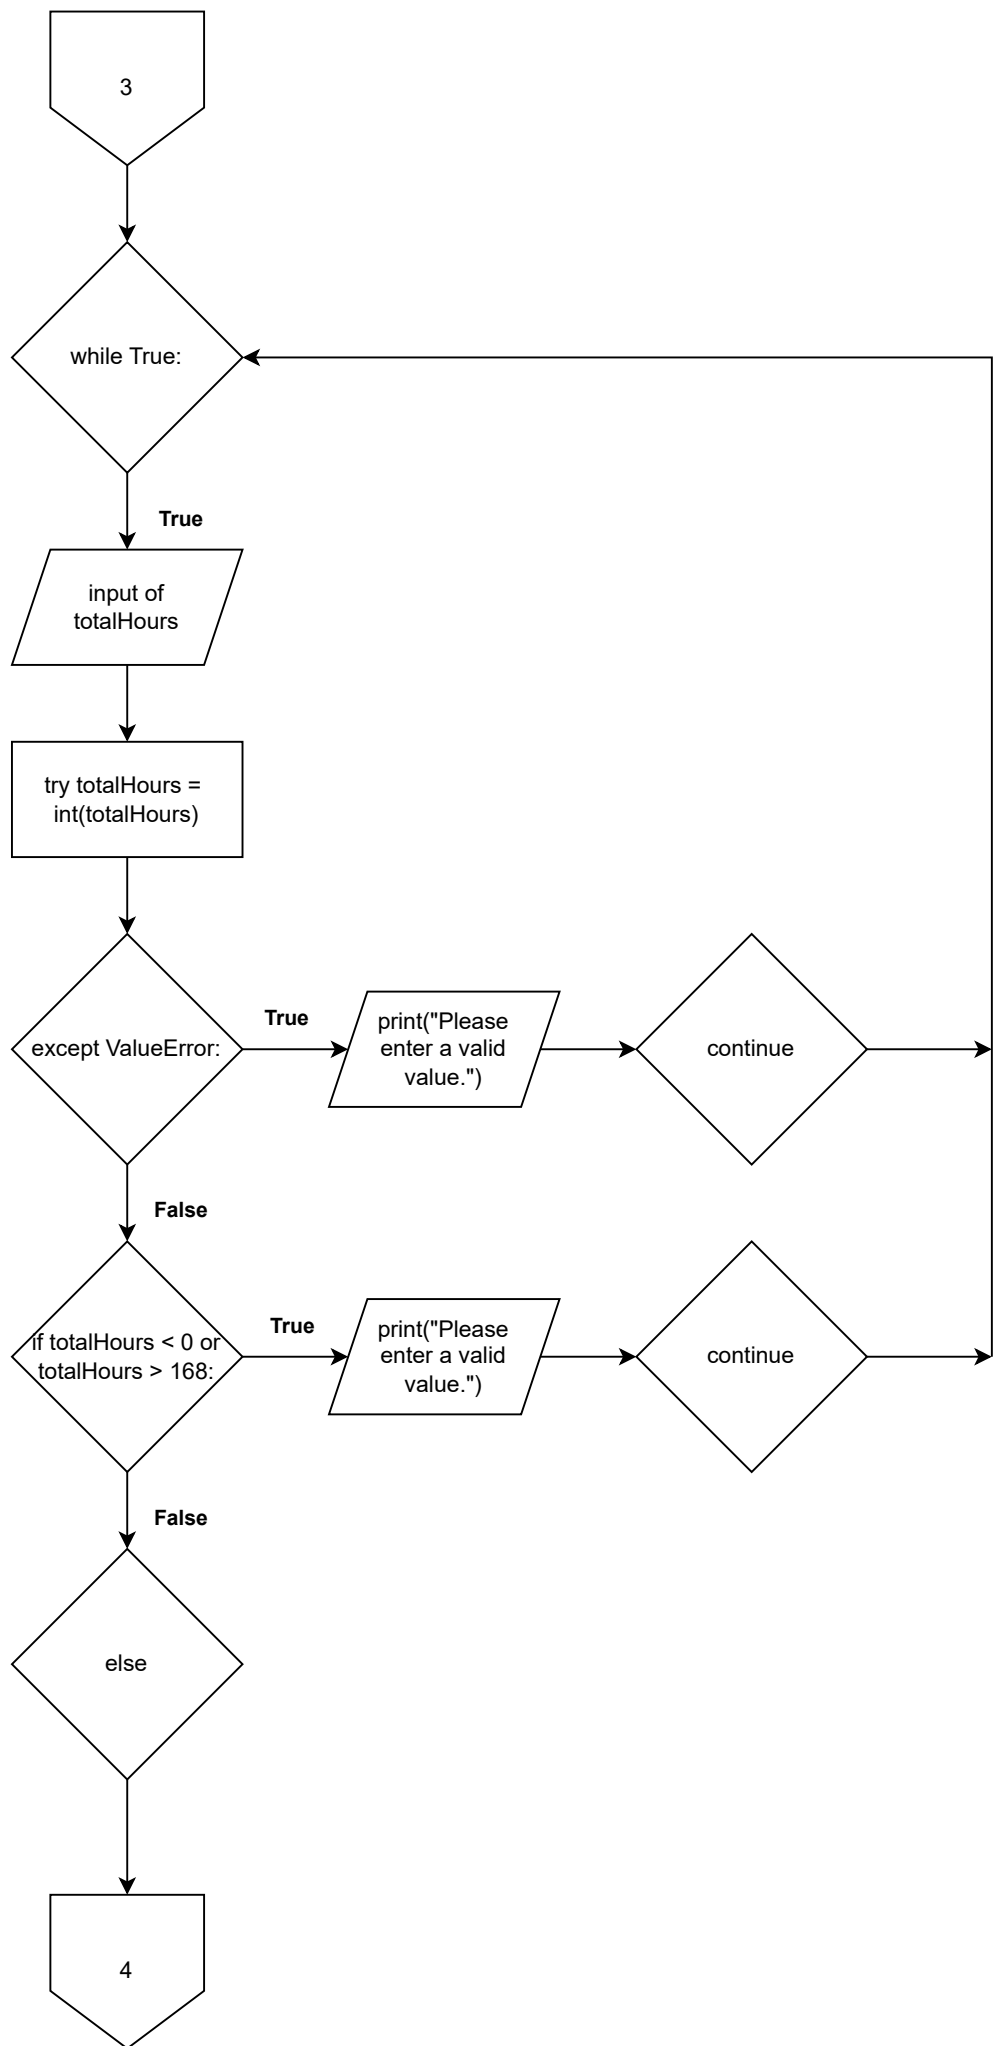 3
while True:
True
input of
totalHours
try totalHours =
int(totalHours)
except ValueError:
True
print("Please
enter a valid
value.")
continue
False
if totalHours < 0 or
totalHours > 168:
True
print("Please
enter a valid
value.")
continue
False
else
4